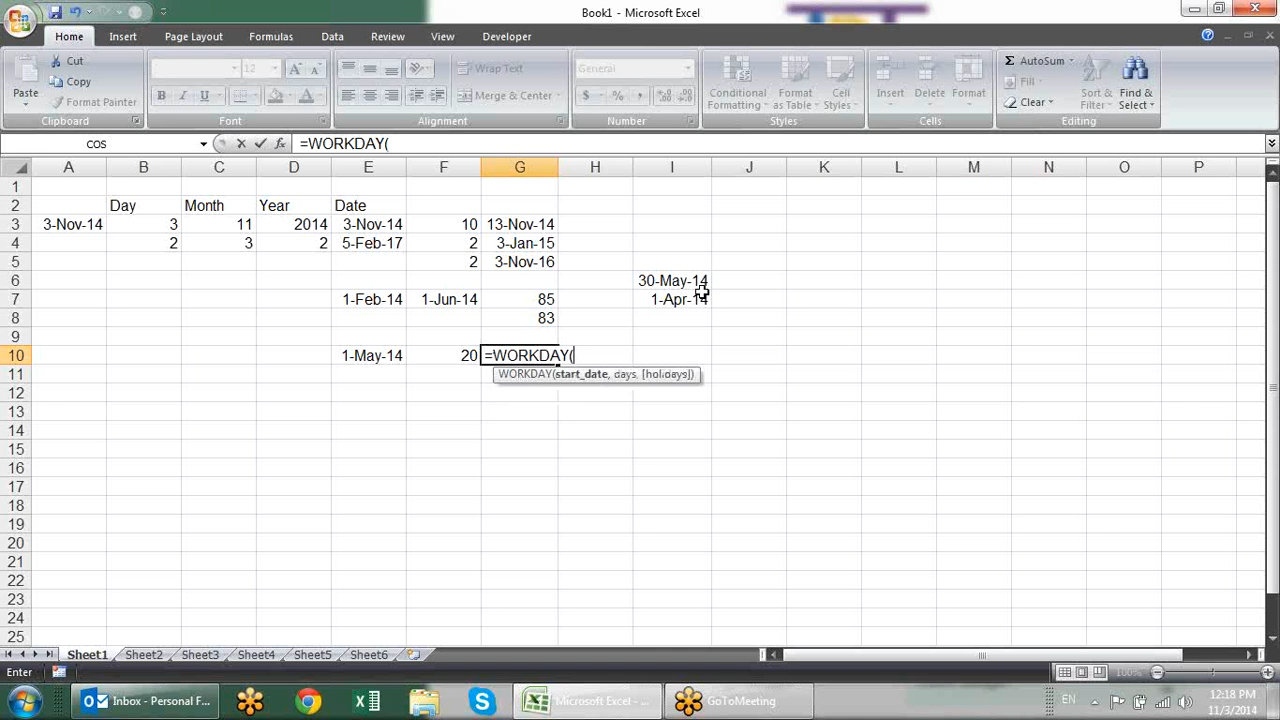 Book1 - Microsoft Excel
Home Insert Page Layout Formulas Data Review View Developer
Paste Cut Copy Format Painter Clipboard
12 A A B I U Font
Wrap Text Merge & Center Alignment
General $ % , Number
Conditional Formatting Format as Table Cell Styles Styles
Insert Delete Format Cells
AutoSum Fill Clear Sort & Filter Find & Select Editing
cos fx =WORKDAY(
A B C D E F G H I J K L M N O P
1
2 Day Month Year Date
3 3-Nov-14 3 11 2014 3-Nov-14 10 13-Nov-14
4 2 3 2 5-Feb-17 2 3-Jan-15
5 2 3-Nov-16
6 30-May-14
7 1-Feb-14 1-Jun-14 85 1-Apr-14
8 83
9
10 1-May-14 20 =WORKDAY(
11 WORKDAY(start_date, days, [holidays])
12
13
14
15
16
17
18
19
20
21
22
23
24
25
Sheet1 Sheet2 Sheet3 Sheet4 Sheet5 Sheet6
Enter 100%
Inbox - Personal F... Microsoft Excel -... GoToMeeting EN 12:18 PM
11/3/2014